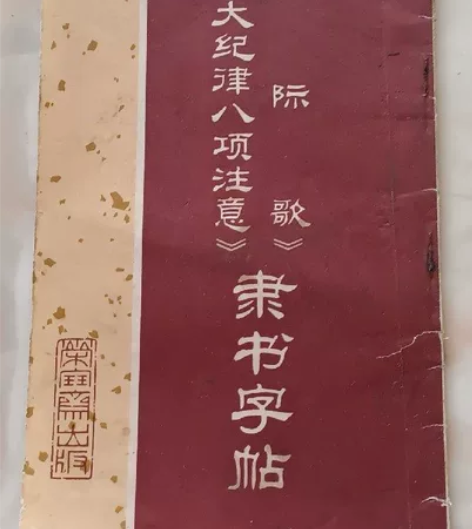 际歌》
大纪律八项注意》
隶书字帖
荣宝斋出版